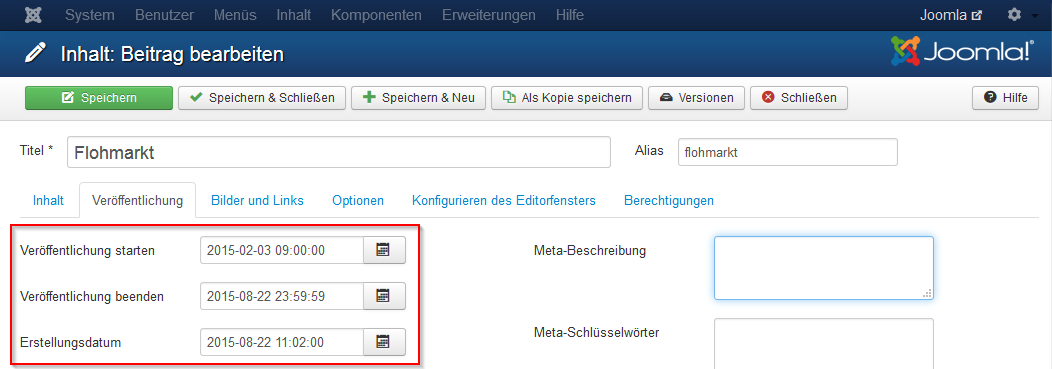 System Benutzer Menüs Inhalt Komponenten Erweiterungen Hilfe Joomla
Inhalt: Beitrag bearbeiten Joomla!
Speichern Speichern & Schließen Speichern & Neu Als Kopie speichern Versionen Schließen Hilfe
Titel * Flohmarkt Alias flohmarkt
Inhalt Veröffentlichung Bilder und Links Optionen Konfigurieren des Editorfensters Berechtigungen
Veröffentlichung starten 2015-02-03 09:00:00 Meta-Beschreibung
Veröffentlichung beenden 2015-08-22 23:59:59
Erstellungsdatum 2015-08-22 11:02:00 Meta-Schlüsselwörter